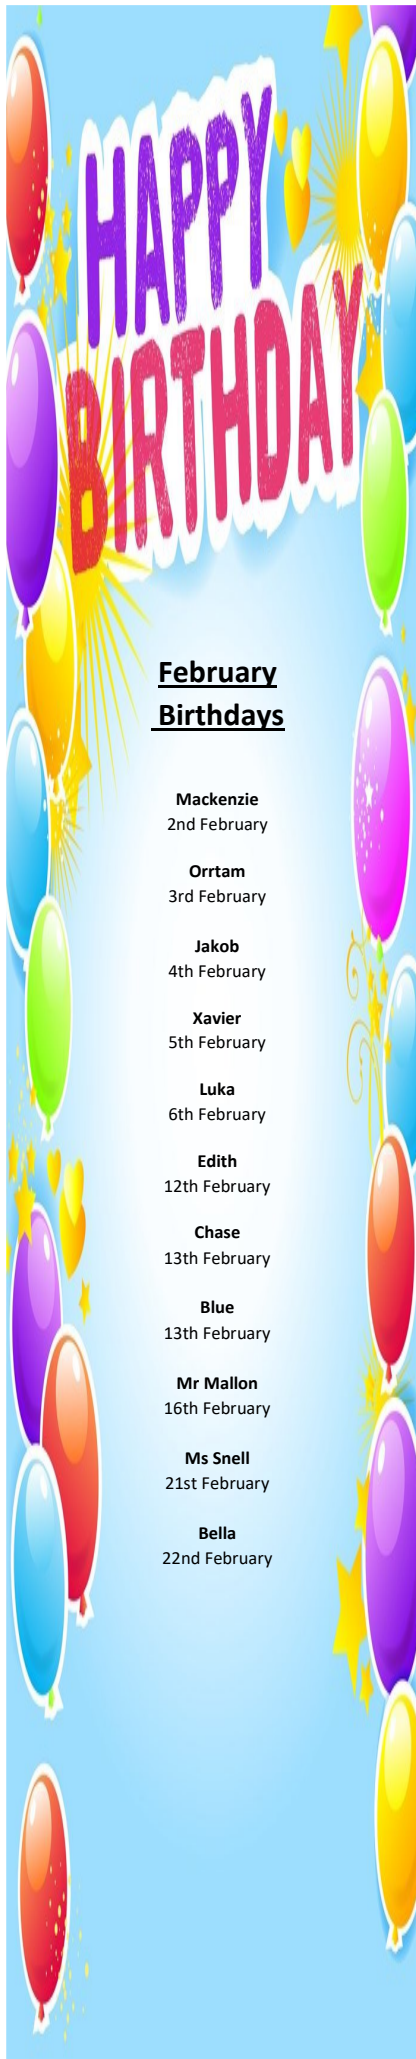 HAPPY
BIRTHDAY
February
Birthdays
Mackenzie
2nd February
Orrtam
3rd February
Jakob
4th February
Xavier
5th February
Luka
6th February
Edith
12th February
Chase
13th February
Blue
13th February
Mr Mallon
16th February
Ms Snell
21st February
Bella
22nd February